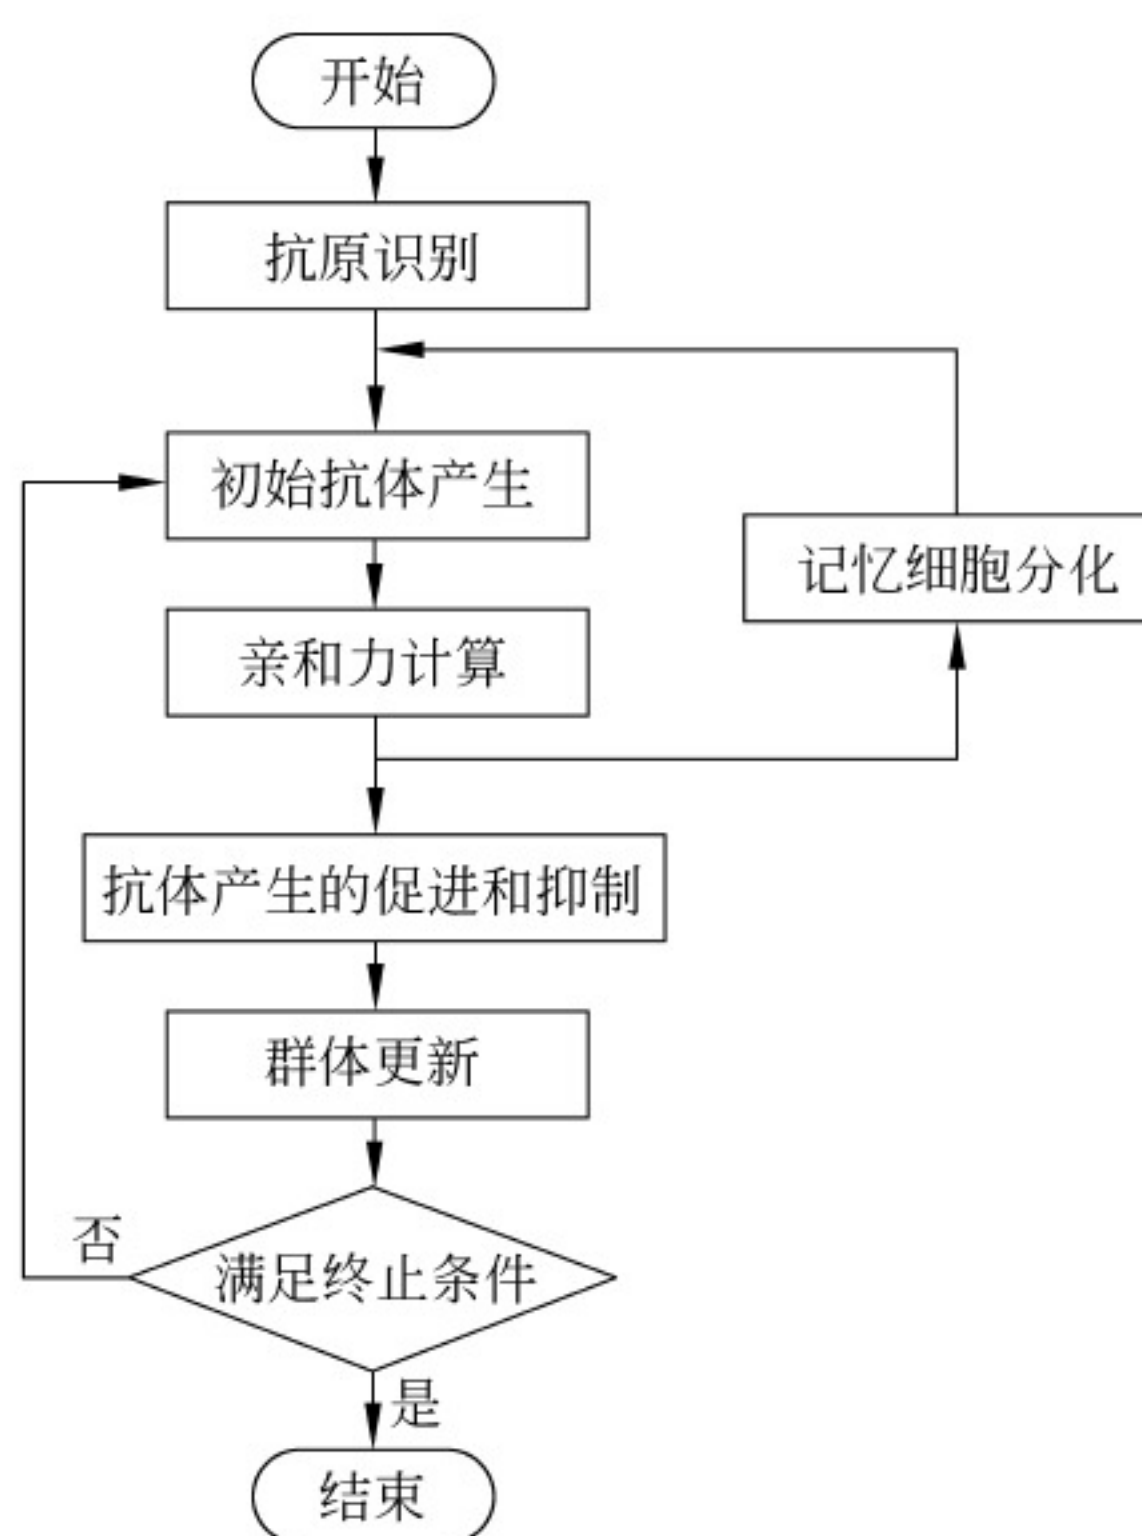 开始
抗原识别
初始抗体产生
记忆细胞分化
亲和力计算
抗体产生的促进和抑制
群体更新
否
满足终止条件
是
结束